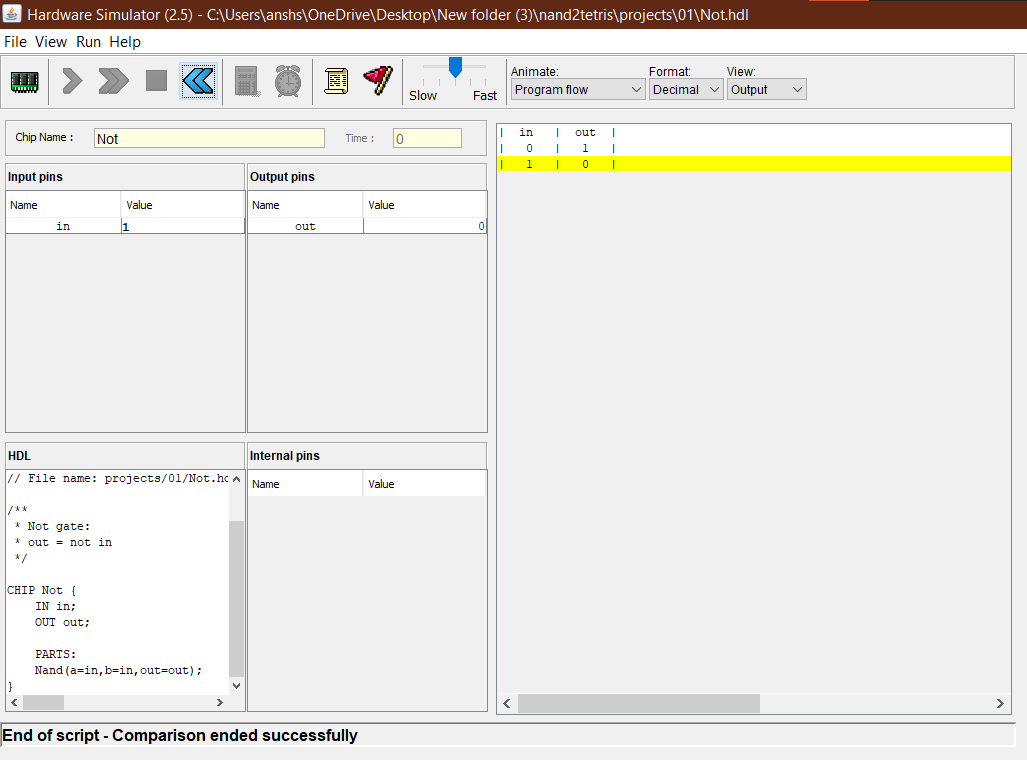 Hardware Simulator (2.5) - C:\Users\anshs\OneDrive\Desktop\New folder (3)\nand2tetris\projects\01\Not.hdl
File View Run Help
Slow Fast
Animate: Format: View:
Program flow Decimal Output
Chip Name : Not Time : 0
Input pins
Name Value
in 1
Output pins
Name Value
out 0
HDL
// File name: projects/01/Not.hd
/**
* Not gate:
* out = not in
*/
CHIP Not {
IN in;
OUT out;
PARTS:
Nand(a=in,b=in,out=out);
}
Internal pins
Name Value
| in | out |
| 0 | 1 |
| 1 | 0 |
End of script - Comparison ended successfully